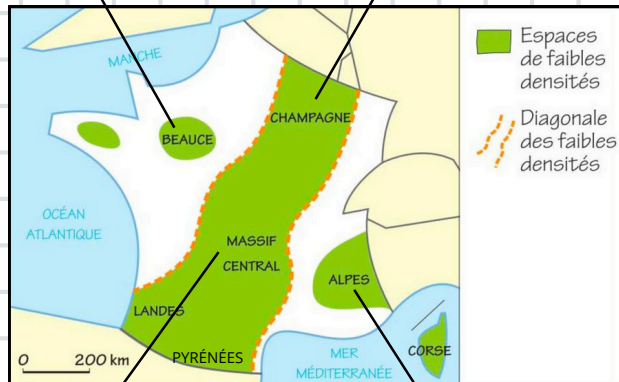 MANCHE
CHAMPAGNE
BEAUCE
OCÉAN
ATLANTIQUE
MASSIF
CENTRAL
ALPES
LANDES
PYRÉNÉES
MER
MÉDITERRANÉE
CORSE
0 200 km
Espaces
de faibles
densités
Diagonale
des faibles
densités